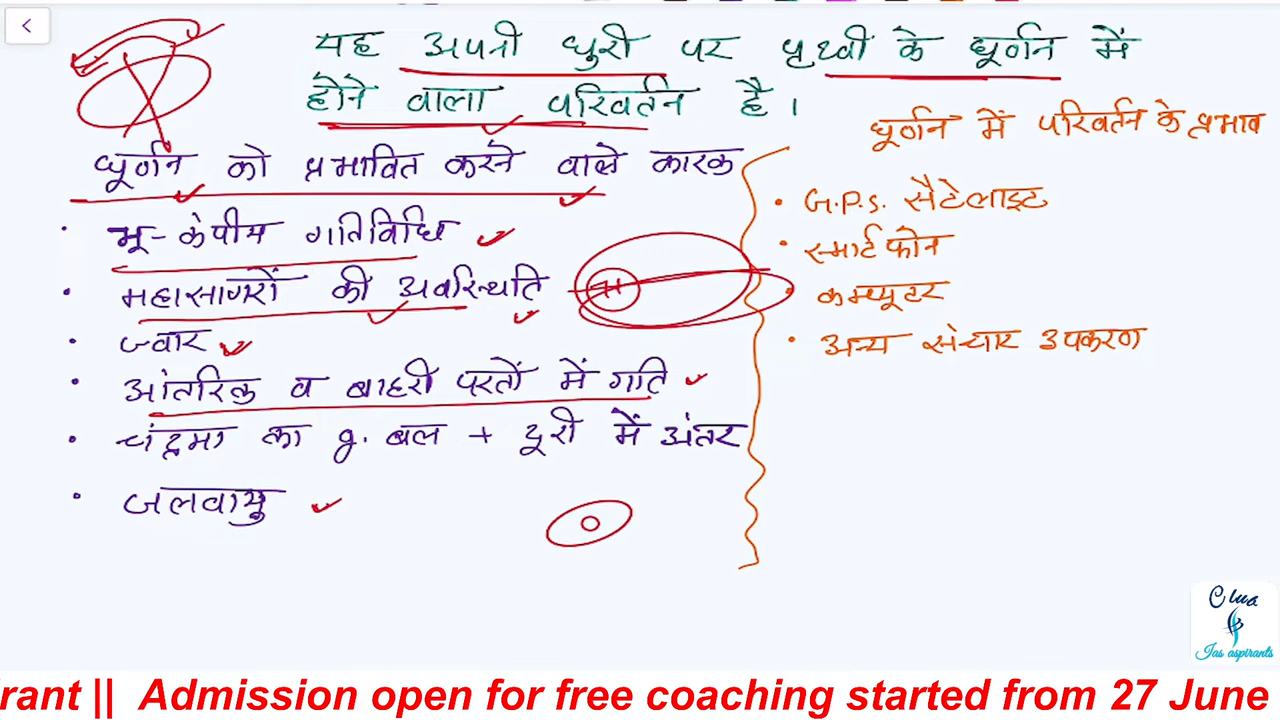 यह अपनी धुरी पर पृथ्वी के घूर्णन में
होने वाला परिवर्तन है।
घूर्णन को प्रभावित करने वाले कारक
• भू-कंपीय गतिविधि
• महासागरों की अवस्थिति
• ज्वार
• आंतरिक व बाहरी परतों में गति
• चंद्रमा का g. बल + दूरी में अंतर
• जलवायु
घूर्णन में परिवर्तन के प्रभाव
• G.P.S. सैटेलाइट
• स्मार्टफोन
• कम्प्यूटर
• अन्य संचार उपकरण
Ias aspirants
rant || Admission open for free coaching started from 27 June